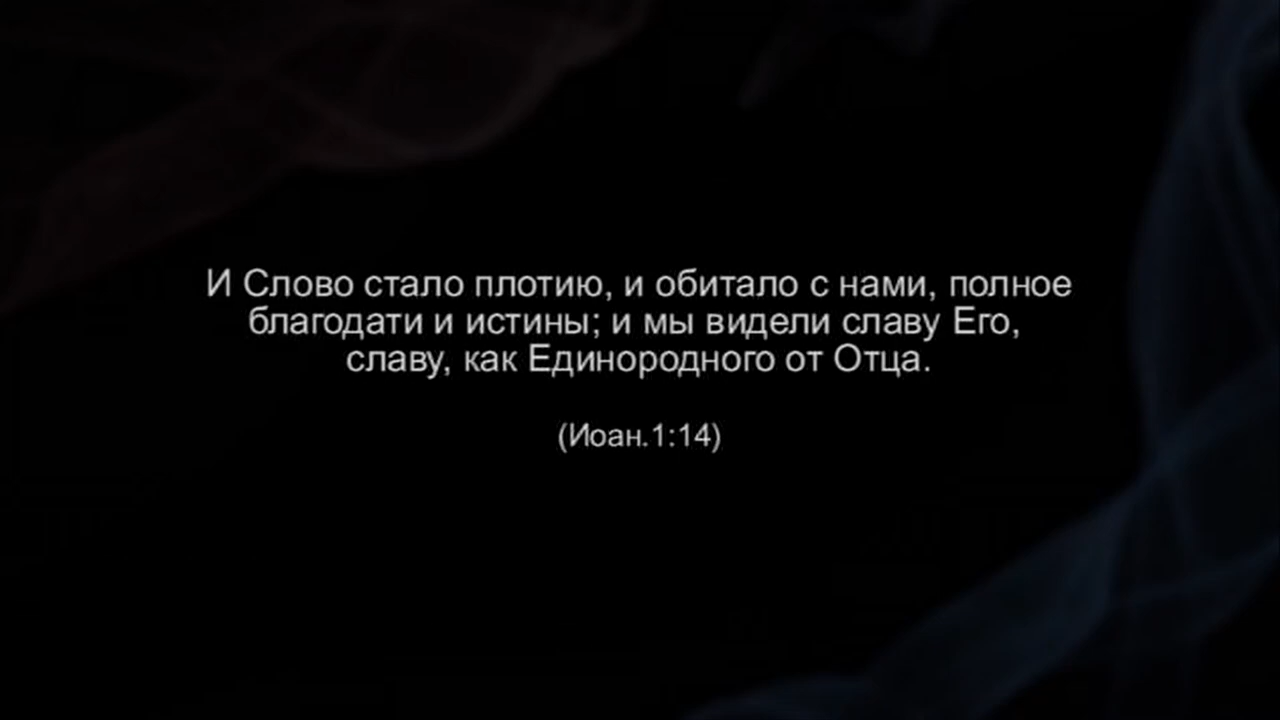 И Слово стало плотию, и обитало с нами, полное
благодати и истины; и мы видели славу Его,
славу, как Единородного от Отца.
(Иоан.1:14)